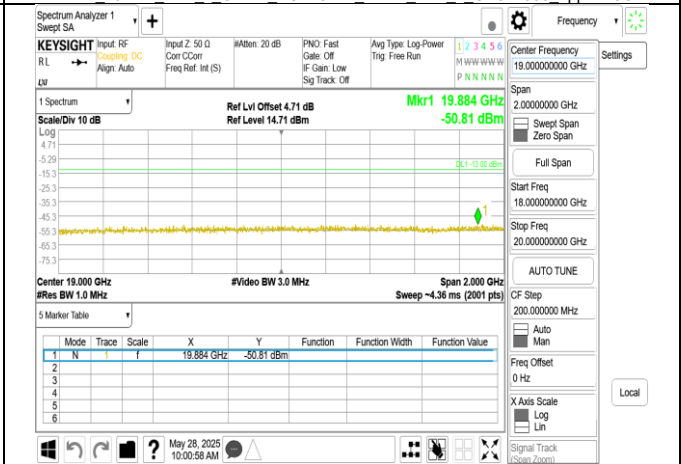 Spectrum Analyzer 1
Swept SA
Frequency
Settings
KEYSIGHT
RL
LXI
Input: RF
Coupling: DC
Align: Auto
Input Z: 50 Ω
Corr CCorr
Freq Ref: Int (S)
#Atten: 20 dB
PNO: Fast
Gate: Off
IF Gain: Low
Sig Track: Off
Avg Type: Log-Power
Trig: Free Run
1 2 3 4 5 6
M W W W W W
P N N N N N
1 Spectrum
Scale/Div 10 dB
Ref Lvl Offset 4.71 dB
Ref Level 14.71 dBm
Mkr1 19.884 GHz
-50.81 dBm
Log
4.71
-5.29
-15.3
-25.3
-35.3
-45.3
-55.3
-65.3
-75.3
DL1 -13.00 dBm
1
Center 19.000 GHz
#Res BW 1.0 MHz
#Video BW 3.0 MHz
Span 2.000 GHz
Sweep ~4.36 ms (2001 pts)
5 Marker Table
Mode Trace Scale X Y Function Function Width Function Value
1 N 1 f 19.884 GHz -50.81 dBm
2
3
4
5
6
May 28, 2025
10:00:58 AM
Center Frequency
19.000000000 GHz
Span
2.00000000 GHz
Swept Span
Zero Span
Full Span
Start Freq
18.000000000 GHz
Stop Freq
20.000000000 GHz
AUTO TUNE
CF Step
200.000000 MHz
Auto
Man
Freq Offset
0 Hz
X Axis Scale
Log
Lin
Signal Track
(Span Zoom)
Local